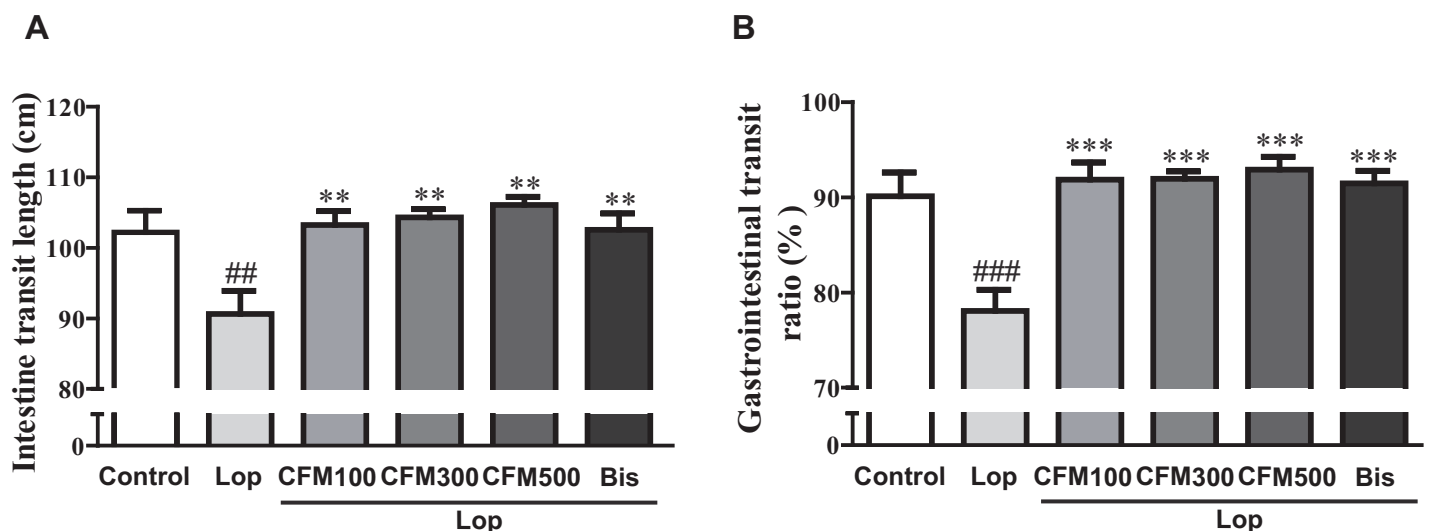 A
Intestine transit length (cm)
120
110
100
90
80
0
##
**
**
**
**
Control Lop CFM100 CFM300 CFM500 Bis
Lop
B
Gastrointestinal transit
ratio (% )
100
90
80
70
0
###
***
***
***
***
Control Lop CFM100 CFM300 CFM500 Bis
Lop